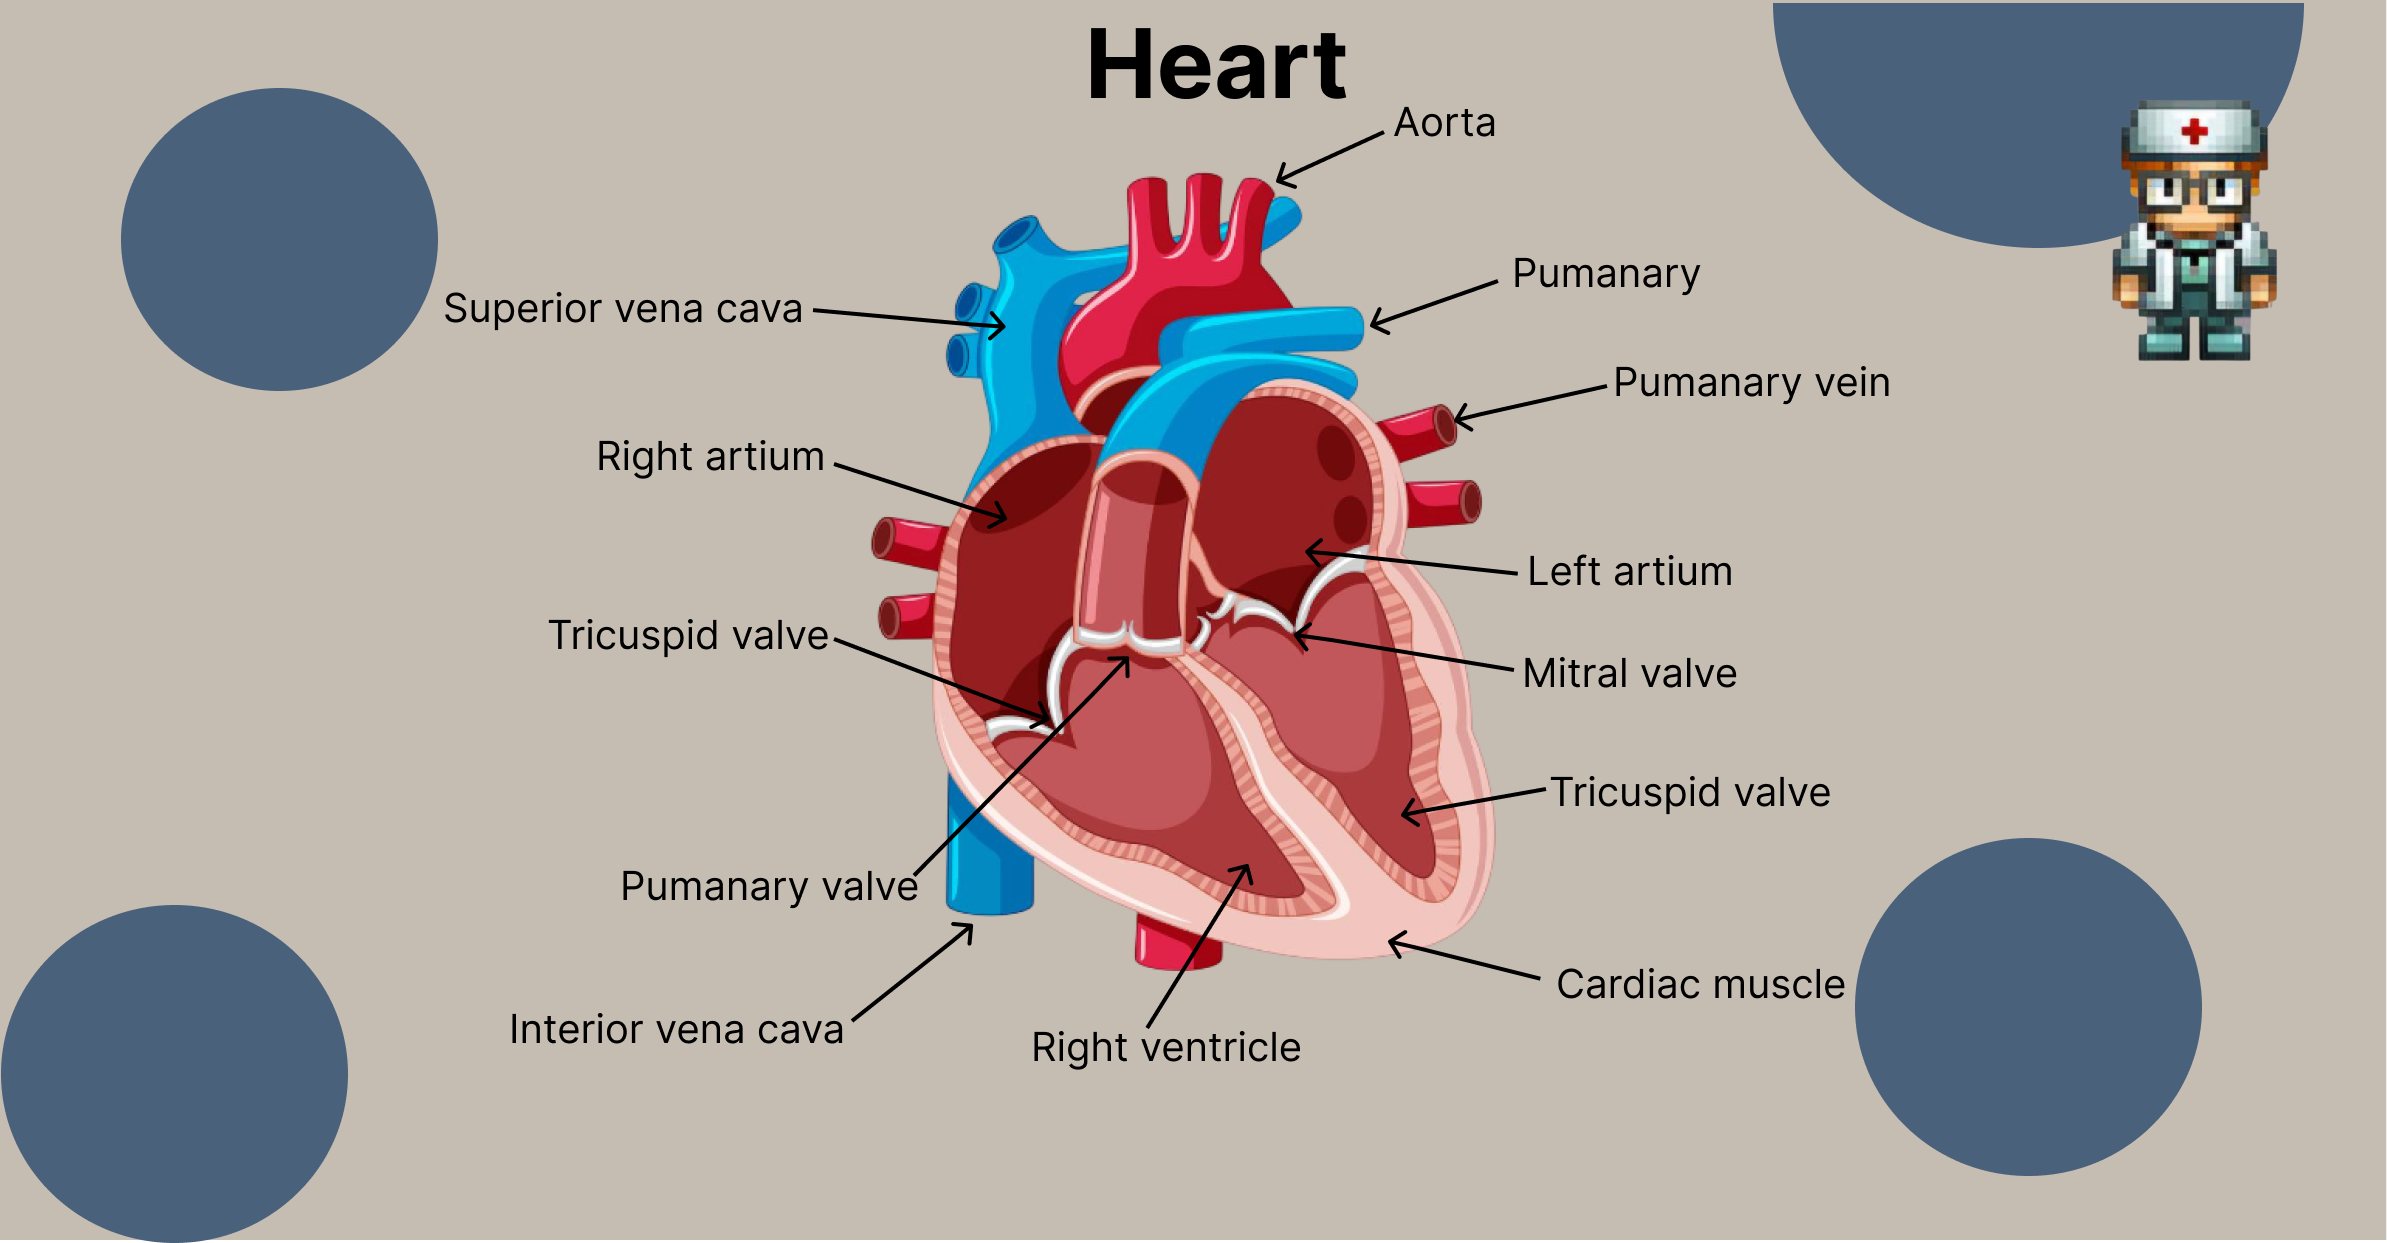 Heart
Aorta
Pumanary
Superior vena cava
Pumanary vein
Right artium
Left artium
Tricuspid valve
Mitral valve
Tricuspid valve
Pumanary valve
Cardiac muscle
Interior vena cava
Right ventricle